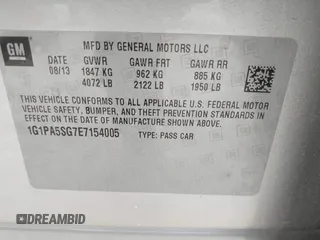 GM
MFD BY GENERAL MOTORS LLC
DATE GVWR GAWR FRT GAWR RR
08/13 1847 KG 962 KG 885 KG
4072 LB 2122 LB 1950 LB
THIS VEHICLE CONFORMS TO ALL APPLICABLE U.S. FEDERAL MOTOR
VEHICLE SAFETY, BUMPER, AND THEFT PREVENTION STANDARDS
IN EFFECT ON THE DATE OF MANUFACTURE SHOWN ABOVE.
1G1PA5SG7E7154005 TYPE: PASS CAR
DREAMBID